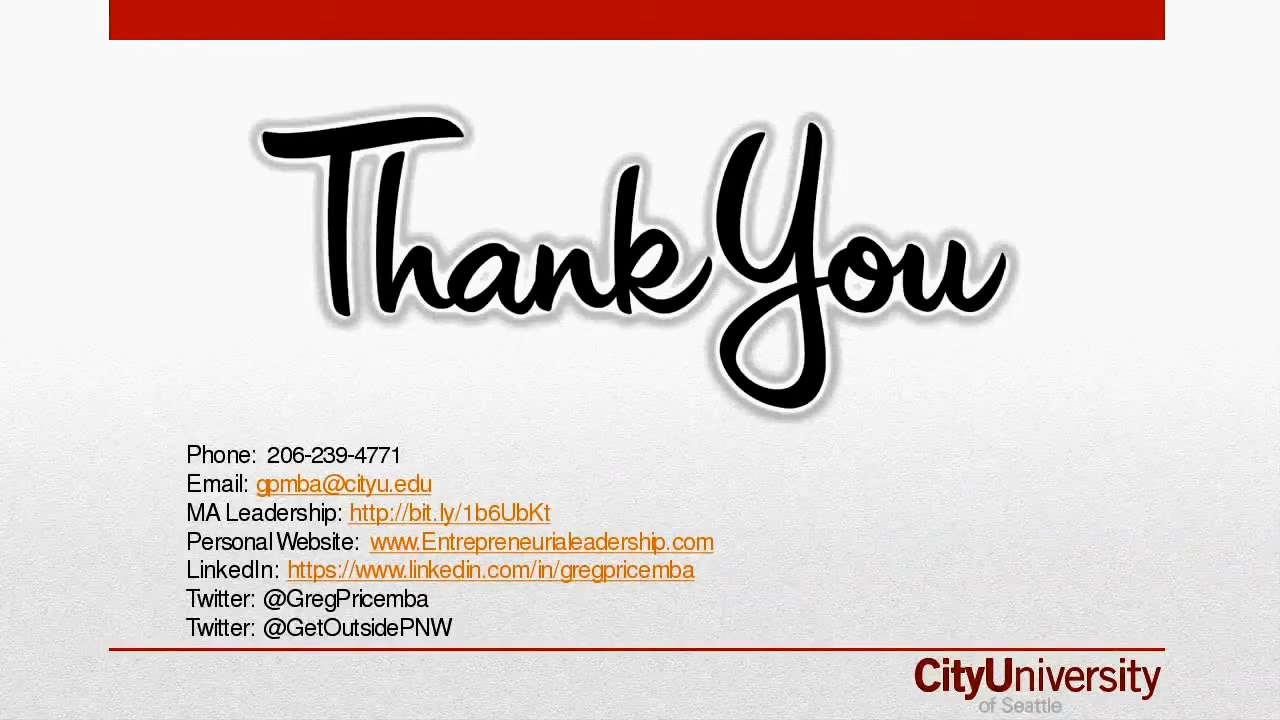 Thank You
Phone: 206-239-4771
Email: gpmba@cityu.edu
MA Leadership: http://bit.ly/1b6UbKt
Personal Website: www.Entrepreneurialeadership.com
LinkedIn: https://www.linkedin.com/in/gregpricemba
Twitter: @GregPricemba
Twitter: @GetOutsidePNW
CityUniversity
of Seattle